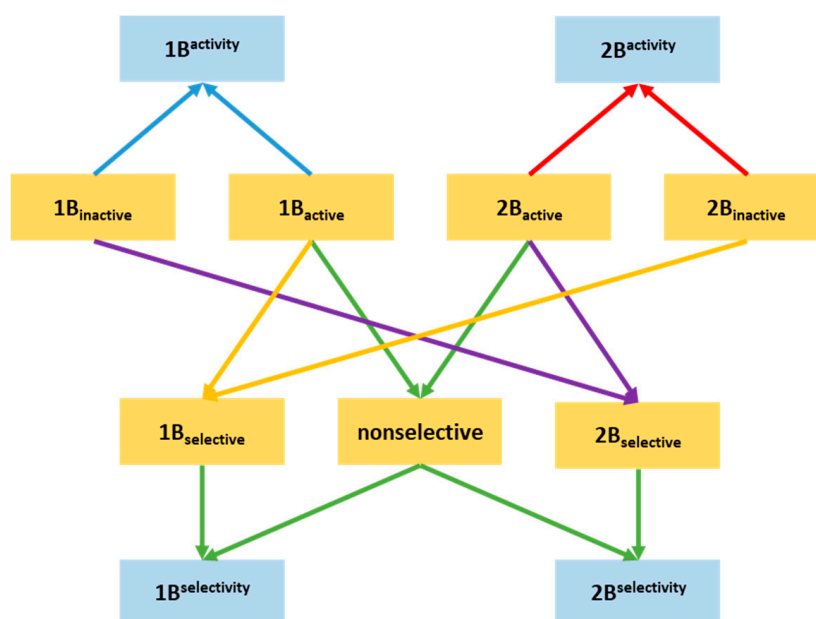 1B^activity 2B^activity
1B_inactive 1B_active 2B_active 2B_inactive
1B_selective nonselective 2B_selective
1B^selectivity 2B^selectivity